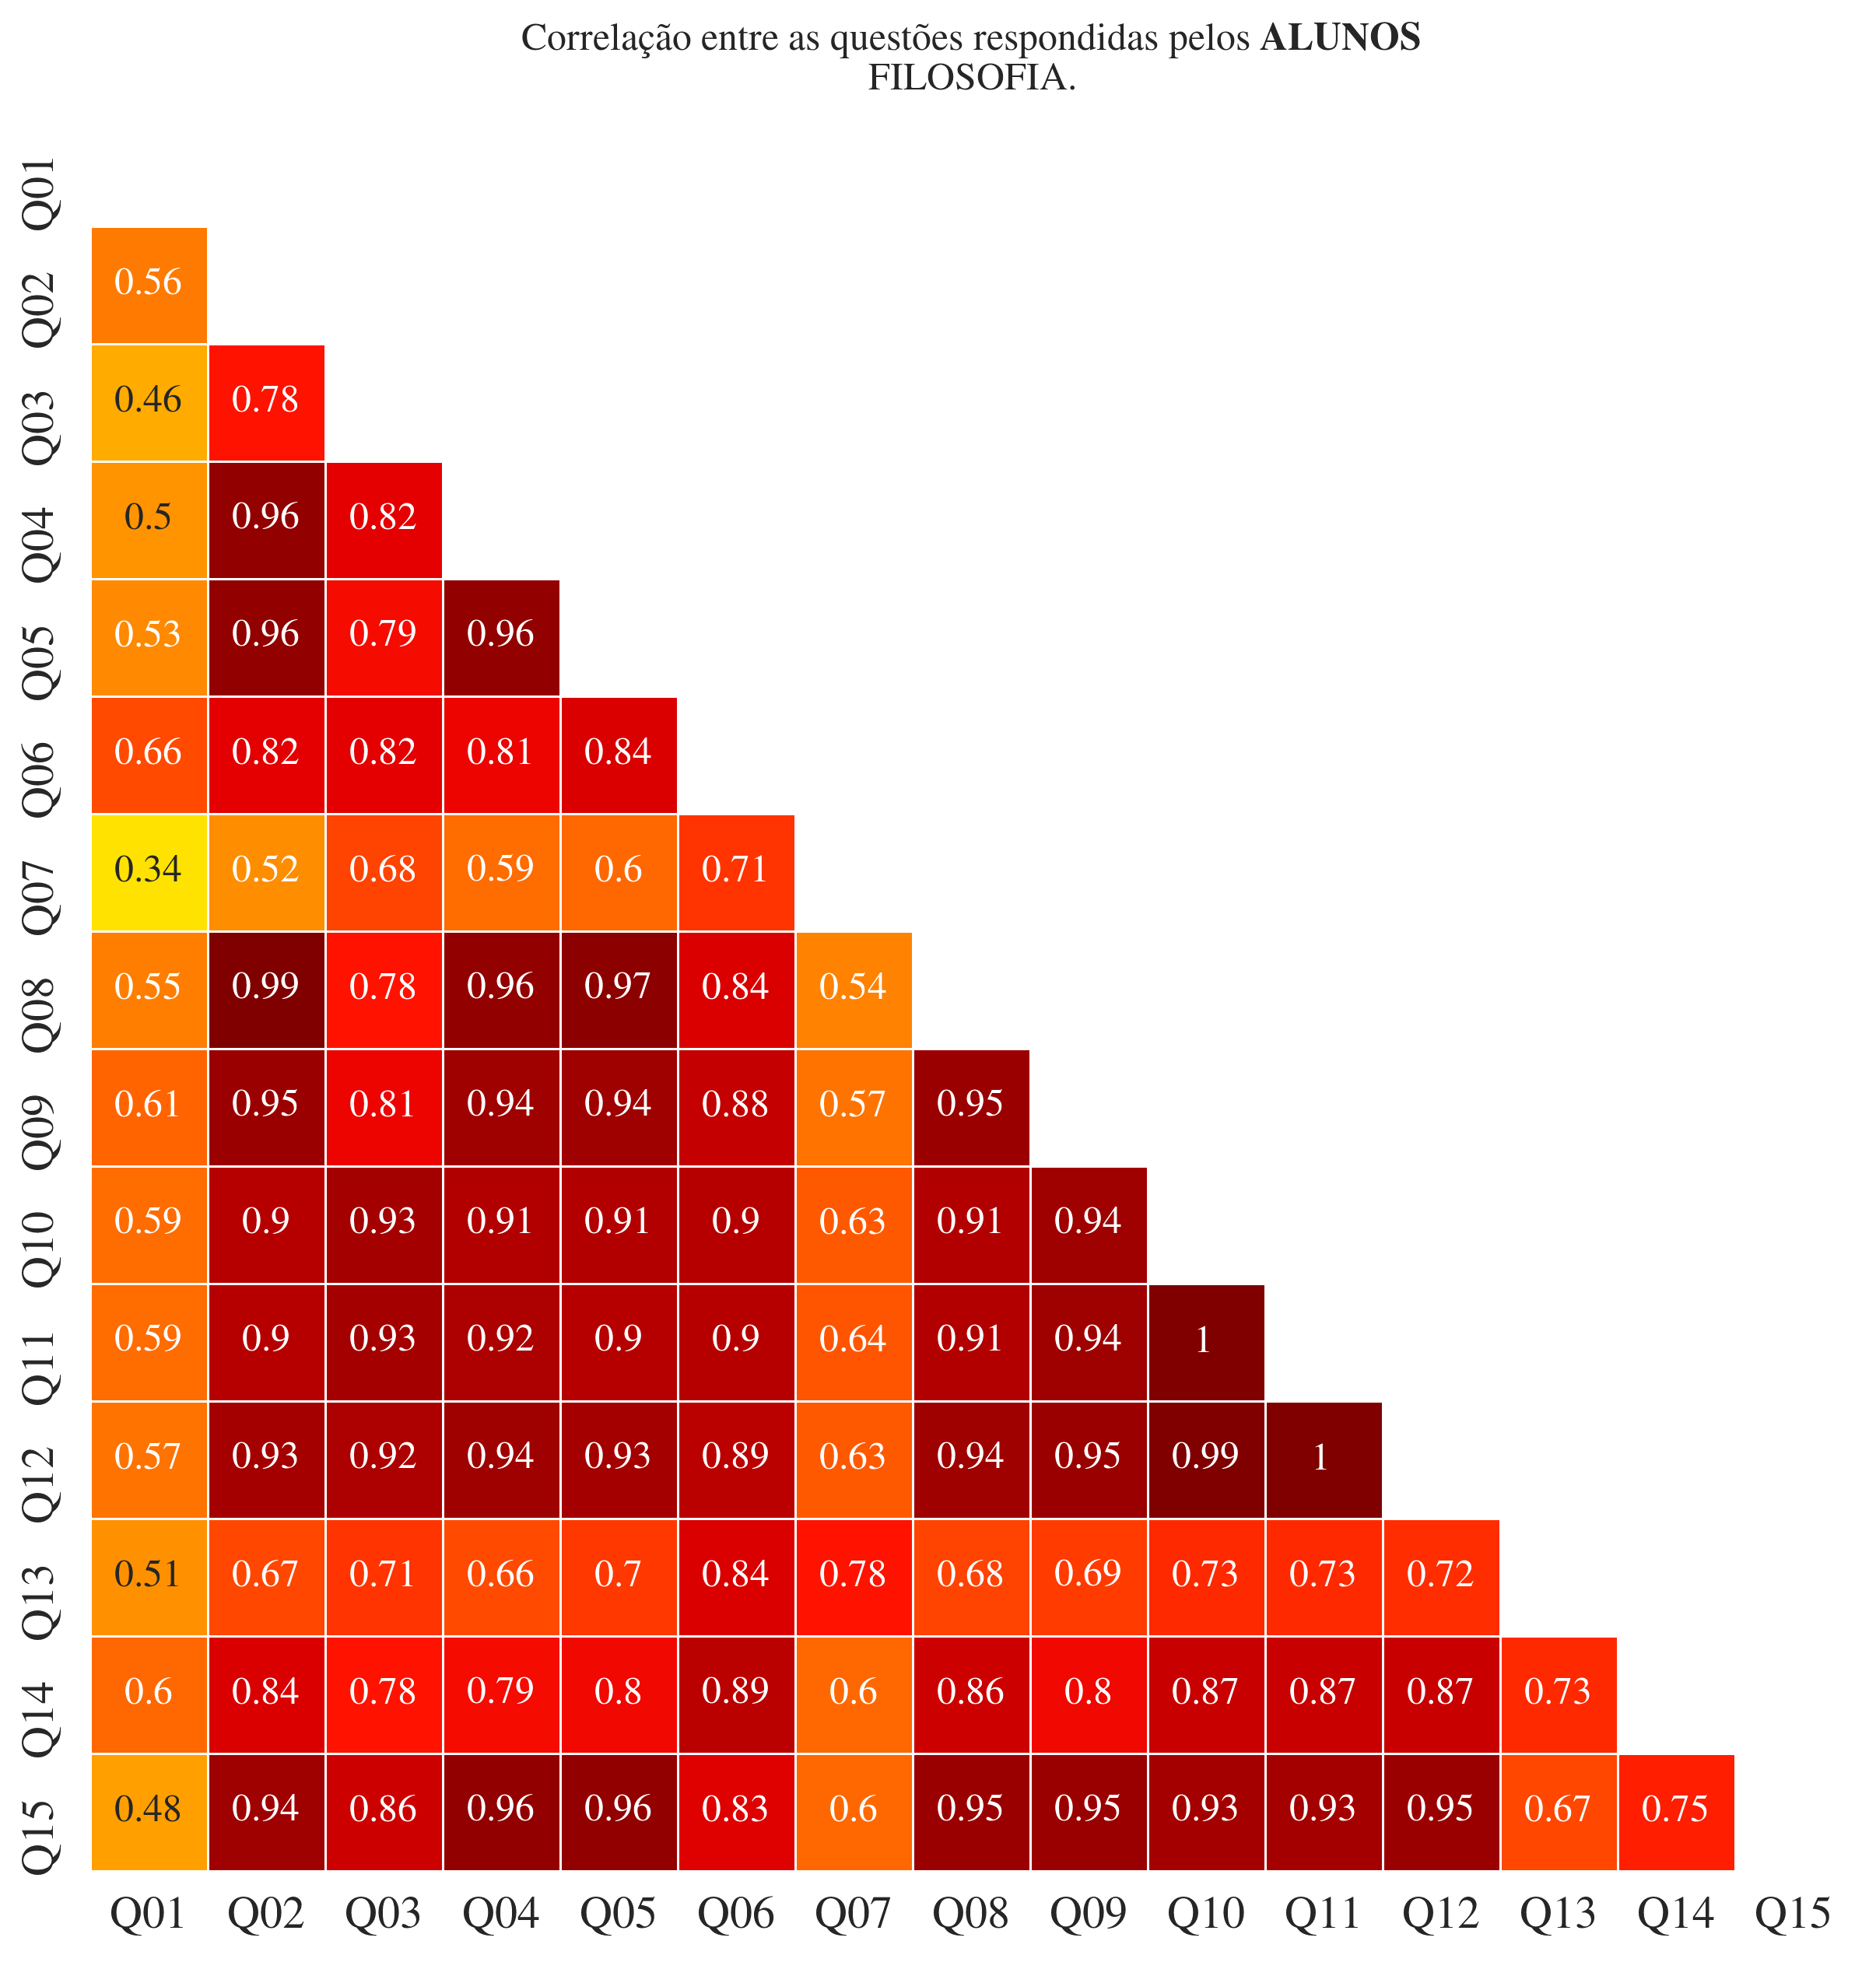 Correlação entre as questões respondidas pelos ALUNOS
FILOSOFIA.
Q01
Q02 0.56
Q03 0.46 0.78
Q04 0.5 0.96 0.82
Q05 0.53 0.96 0.79 0.96
Q06 0.66 0.82 0.82 0.81 0.84
Q07 0.34 0.52 0.68 0.59 0.6 0.71
Q08 0.55 0.99 0.78 0.96 0.97 0.84 0.54
Q09 0.61 0.95 0.81 0.94 0.94 0.88 0.57 0.95
Q10 0.59 0.9 0.93 0.91 0.91 0.9 0.63 0.91 0.94
Q11 0.59 0.9 0.93 0.92 0.9 0.9 0.64 0.91 0.94 1
Q12 0.57 0.93 0.92 0.94 0.93 0.89 0.63 0.94 0.95 0.99 1
Q13 0.51 0.67 0.71 0.66 0.7 0.84 0.78 0.68 0.69 0.73 0.73 0.72
Q14 0.6 0.84 0.78 0.79 0.8 0.89 0.6 0.86 0.8 0.87 0.87 0.87 0.73
Q15 0.48 0.94 0.86 0.96 0.96 0.83 0.6 0.95 0.95 0.93 0.93 0.95 0.67 0.75
Q01 Q02 Q03 Q04 Q05 Q06 Q07 Q08 Q09 Q10 Q11 Q12 Q13 Q14 Q15